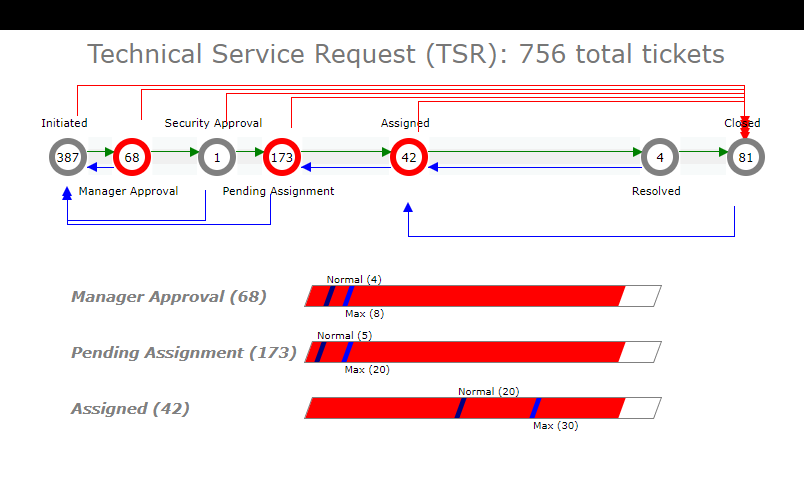 Technical Service Request (TSR): 756 total tickets
Initiated
Security Approval
Assigned
Closed
387
68
1
173
42
4
81
Manager Approval
Pending Assignment
Resolved
Normal (4)
Manager Approval (68)
Max (8)
Normal (5)
Pending Assignment (173)
Max (20)
Normal (20)
Assigned (42)
Max (30)